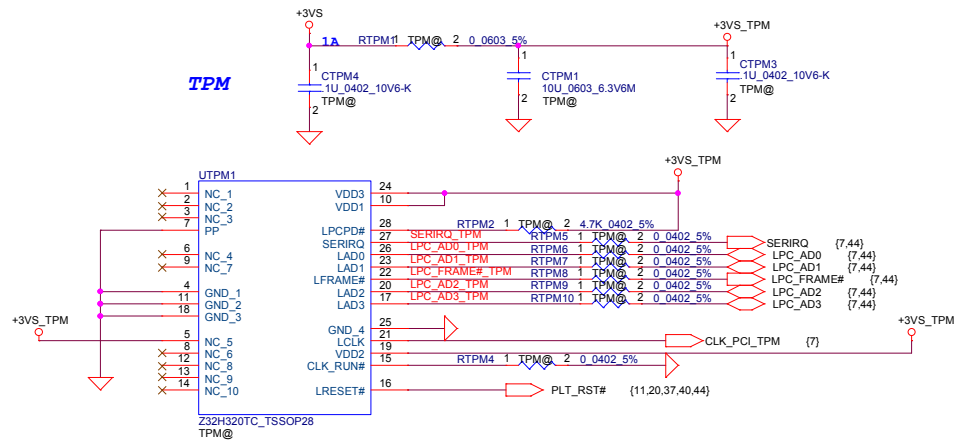 +3VS
+3VS_TPM
1A RTPM1 1 TPM@ 2 0_0603_5%
TPM
1 CTPM4 .1U_0402_10V6-K 2 TPM@
1 CTPM1 10U_0603_6.3V6M 2 TPM@
1 CTPM3 .1U_0402_10V6-K 2 TPM@
+3VS_TPM
UTPM1
1 NC_1 VDD3 24
2 NC_2 VDD1 10
3 NC_3
7 PP LPCPD# 28 RTPM2 1 TPM@ 2 4.7K_0402_5%
SERIRQ 27 SERIRQ_TPM RTPM5 1 TPM@ 2 0_0402_5% SERIRQ {7,44}
6 NC_4 LAD0 26 LPC_AD0_TPM RTPM6 1 TPM@ 2 0_0402_5% LPC_AD0 {7,44}
9 NC_7 LAD1 23 LPC_AD1_TPM RTPM7 1 TPM@ 2 0_0402_5% LPC_AD1 {7,44}
LFRAME# 22 LPC_FRAME#_TPM RTPM8 1 TPM@ 2 0_0402_5% LPC_FRAME# {7,44}
4 GND_1 LAD2 20 LPC_AD2_TPM RTPM9 1 TPM@ 2 0_0402_5% LPC_AD2 {7,44}
11 GND_2 LAD3 17 LPC_AD3_TPM RTPM10 1 TPM@ 2 0_0402_5% LPC_AD3 {7,44}
18 GND_3
+3VS_TPM
GND_4 25
+3VS_TPM
5 NC_5 LCLK 21 CLK_PCI_TPM {7}
8 NC_6 VDD2 19
12 NC_8 CLK_RUN# 15 RTPM4 1 TPM@ 2 0_0402_5%
13 NC_9
14 NC_10 LRESET# 16 PLT_RST# {11,20,37,40,44}
Z32H320TC_TSSOP28
TPM@